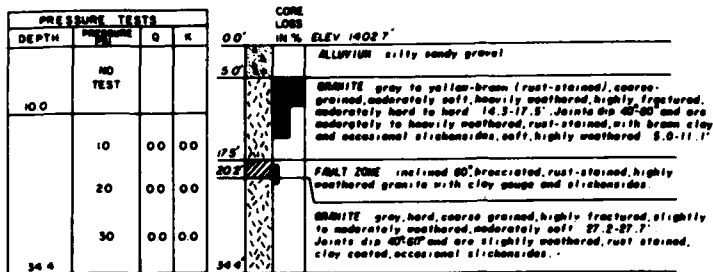 PRESSURE TESTS
DEPTH PRESSURE PSI Q K
NO
TEST
10.0
10 0.0 0.0
20 0.0 0.0
30 0.0 0.0
34.4
CORE
LOSS
IN %
ELEV 1402.7'
0.0'
ALLUVIUM silty sandy gravel
5.0'
GRANITE gray to yellow-brown (rust-stained), coarse-
grained, moderately soft, heavily weathered, highly fractured,
moderately hard to hard 14.3-17.5'. Joints dip 40°-60° and are
moderately to heavily weathered, rust-stained, with brown clay
and occasional slickensides, soft, highly weathered 5.0-11.1'
17.5'
FAULT ZONE inclined 60°, brecciated, rust-stained, highly
weathered granite with clay gouge and slickensides.
20.2'
GRANITE gray, hard, coarse grained, highly fractured, slightly
to moderately weathered, moderately soft 27.2-27.7'
Joints dip 40°-60° and are slightly weathered, rust stained,
clay coated, occasional slickensides.
34.4'